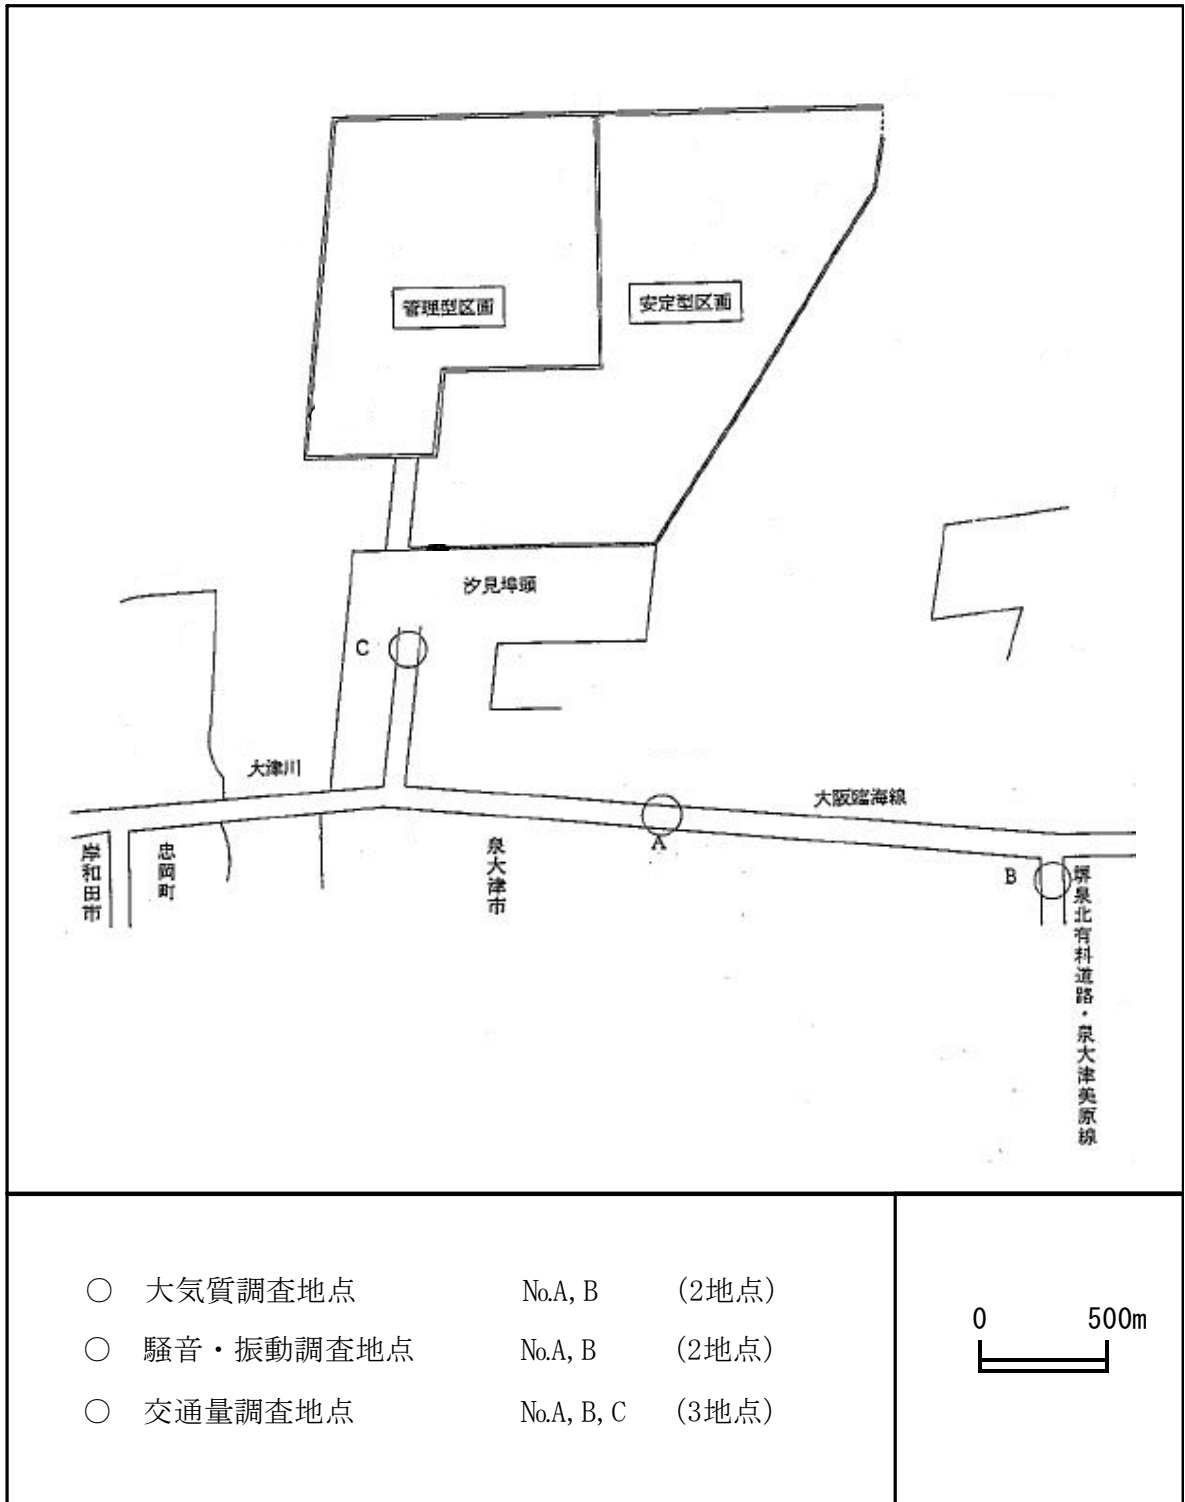 管理型区画
安定型区画
汐見埠頭
C
大津川
大阪臨海線
A
B
岸和田市
忠岡町
泉大津市
堺泉北有料道路・泉大津美原線
○ 大気質調査地点 No.A, B (2地点)
○ 騒音・振動調査地点 No.A, B (2地点)
○ 交通量調査地点 No.A, B, C (3地点)
0 500m